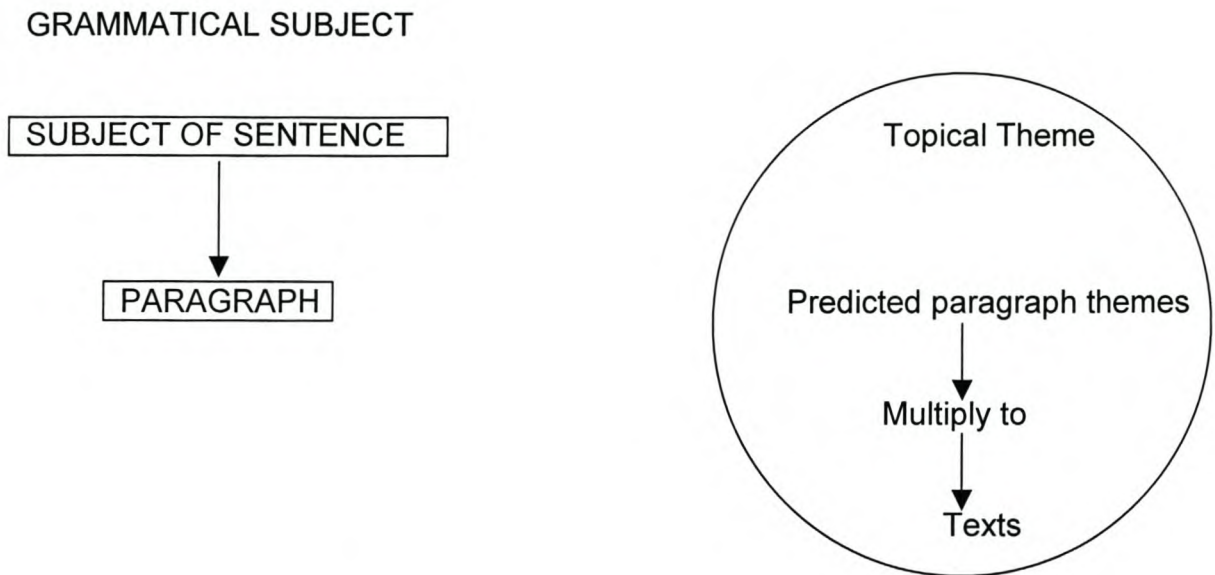 GRAMMATICAL SUBJECT
SUBJECT OF SENTENCE
PARAGRAPH
Topical Theme
Predicted paragraph themes
Multiply to
Texts